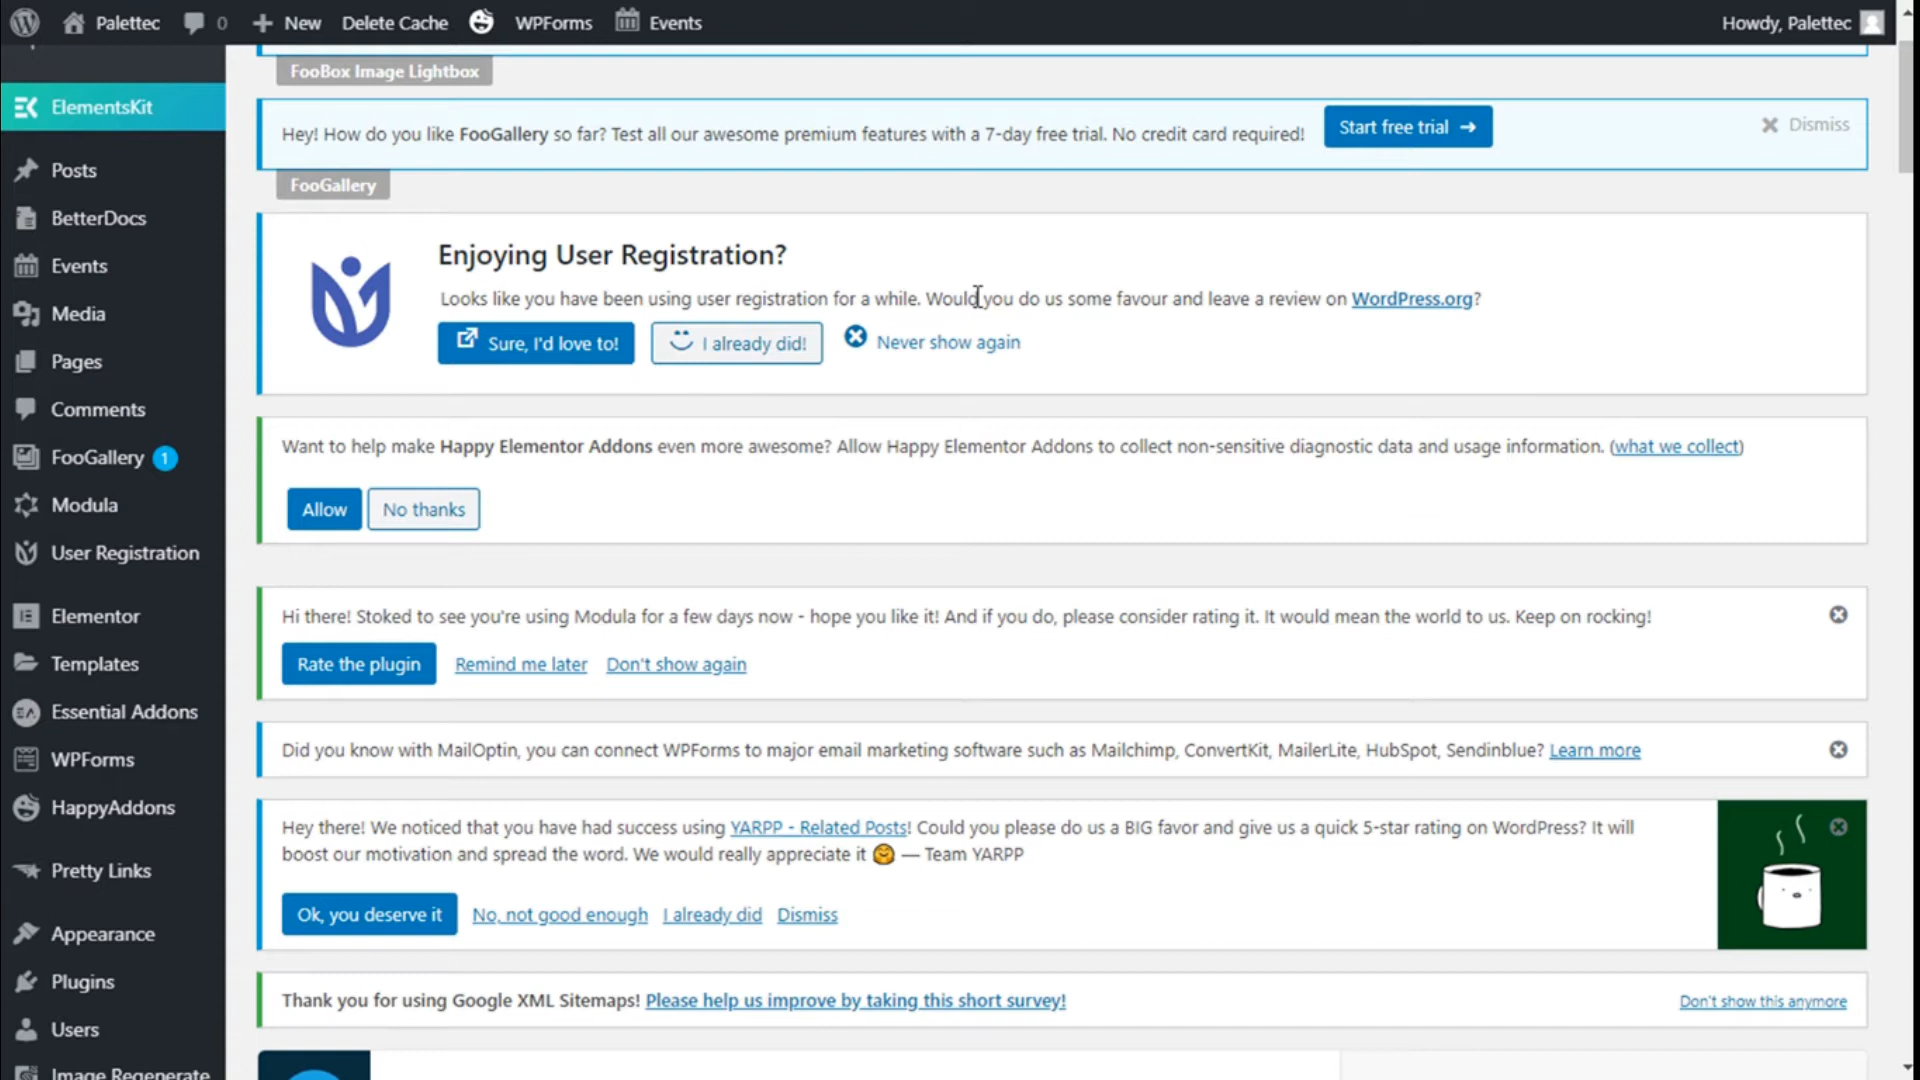 Palettec 0 New Delete Cache WPForms Events Howdy, Palettec
ElementsKit
Posts
BetterDocs
Events
Media
Pages
Comments
FooGallery 1
Modula
User Registration
Elementor
Templates
Essential Addons
WPForms
HappyAddons
Pretty Links
Appearance
Plugins
Users
Image Regenerate
FooBox Image Lightbox
Hey! How do you like FooGallery so far? Test all our awesome premium features with a 7-day free trial. No credit card required! Start free trial → Dismiss
FooGallery
Enjoying User Registration?
Looks like you have been using user registration for a while. Would you do us some favour and leave a review on WordPress.org?
Sure, I'd love to! I already did! Never show again
Want to help make Happy Elementor Addons even more awesome? Allow Happy Elementor Addons to collect non-sensitive diagnostic data and usage information. (what we collect)
Allow No thanks
Hi there! Stoked to see you're using Modula for a few days now - hope you like it! And if you do, please consider rating it. It would mean the world to us. Keep on rocking!
Rate the plugin Remind me later Don't show again
Did you know with MailOptin, you can connect WPForms to major email marketing software such as Mailchimp, ConvertKit, MailerLite, HubSpot, Sendinblue? Learn more
Hey there! We noticed that you have had success using YARPP - Related Posts! Could you please do us a BIG favor and give us a quick 5-star rating on WordPress? It will
boost our motivation and spread the word. We would really appreciate it 🤗 — Team YARPP
Ok, you deserve it No, not good enough I already did Dismiss
Thank you for using Google XML Sitemaps! Please help us improve by taking this short survey! Don't show this anymore